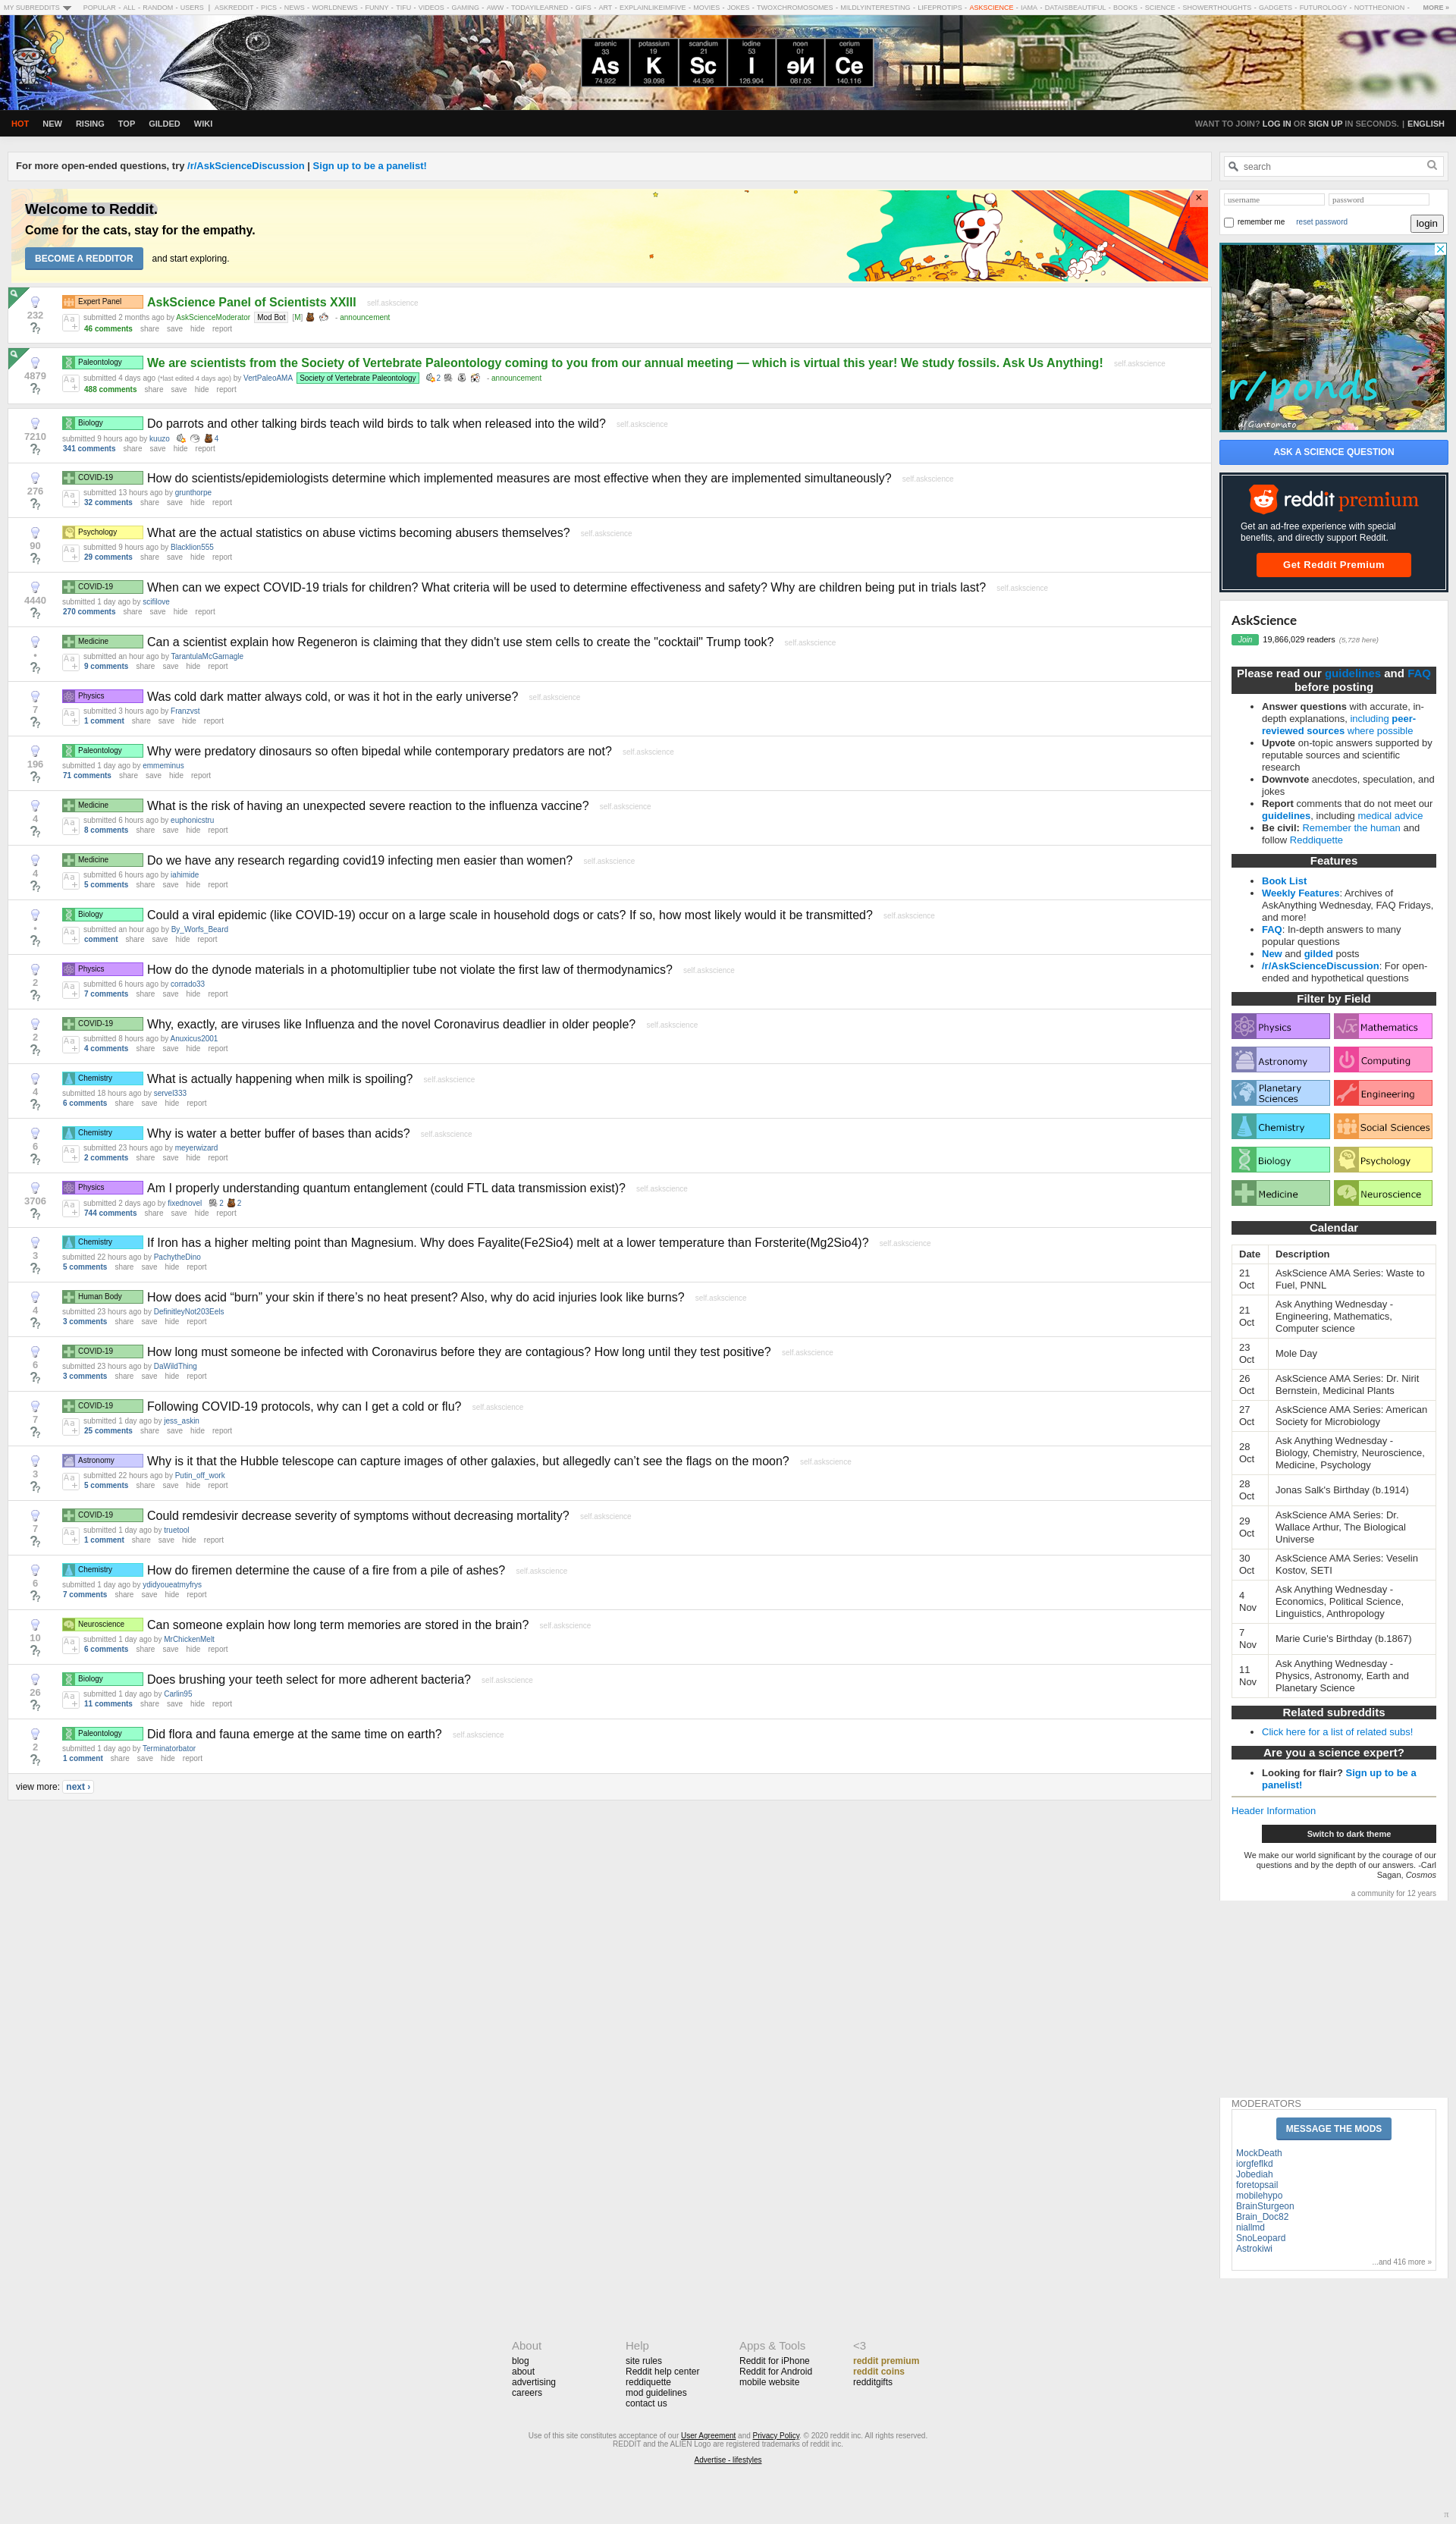 MY SUBREDDITS POPULAR - ALL - RANDOM - USERS | ASKREDDIT - PICS - NEWS - WORLDNEWS - FUNNY - TIFU - VIDEOS - GAMING - AWW - TODAYILEARNED - GIFS - ART - EXPLAINLIKEIMFIVE - MOVIES - JOKES - TWOXCHROMOSOMES - MILDLYINTERESTING - LIFEPROTIPS - ASKSCIENCE - IAMA - DATAISBEAUTIFUL - BOOKS - SCIENCE - SHOWERTHOUGHTS - GADGETS - FUTUROLOGY - NOTTHEONION - MORE »
arsenic 33 As 74.922
potassium 19 K 39.098
scandium 21 Sc 44.596
iodine 53 I 126.904
neon 10 Ne 20.180
cerium 58 Ce 140.116
HOT NEW RISING TOP GILDED WIKI
WANT TO JOIN? LOG IN OR SIGN UP IN SECONDS. | ENGLISH
For more open-ended questions, try /r/AskScienceDiscussion | Sign up to be a panelist!
Welcome to Reddit.
Come for the cats, stay for the empathy.
BECOME A REDDITOR and start exploring.
232
Expert Panel AskScience Panel of Scientists XXIII self.askscience
submitted 2 months ago by AskScienceModerator Mod Bot [M] - announcement
46 comments share save hide report
4879
Paleontology We are scientists from the Society of Vertebrate Paleontology coming to you from our annual meeting — which is virtual this year! We study fossils. Ask Us Anything! self.askscience
submitted 4 days ago (*last edited 4 days ago) by VertPaleoAMA Society of Vertebrate Paleontology 2 - announcement
488 comments share save hide report
7210
Biology Do parrots and other talking birds teach wild birds to talk when released into the wild? self.askscience
submitted 9 hours ago by kuuzo 4
341 comments share save hide report
276
COVID-19 How do scientists/epidemiologists determine which implemented measures are most effective when they are implemented simultaneously? self.askscience
submitted 13 hours ago by grunthorpe
32 comments share save hide report
90
Psychology What are the actual statistics on abuse victims becoming abusers themselves? self.askscience
submitted 9 hours ago by Blacklion555
29 comments share save hide report
4440
COVID-19 When can we expect COVID-19 trials for children? What criteria will be used to determine effectiveness and safety? Why are children being put in trials last? self.askscience
submitted 1 day ago by scifilove
270 comments share save hide report
•
Medicine Can a scientist explain how Regeneron is claiming that they didn't use stem cells to create the "cocktail" Trump took? self.askscience
submitted an hour ago by TarantulaMcGarnagle
9 comments share save hide report
7
Physics Was cold dark matter always cold, or was it hot in the early universe? self.askscience
submitted 3 hours ago by Franzvst
1 comment share save hide report
196
Paleontology Why were predatory dinosaurs so often bipedal while contemporary predators are not? self.askscience
submitted 1 day ago by emmeminus
71 comments share save hide report
4
Medicine What is the risk of having an unexpected severe reaction to the influenza vaccine? self.askscience
submitted 6 hours ago by euphonicstru
8 comments share save hide report
4
Medicine Do we have any research regarding covid19 infecting men easier than women? self.askscience
submitted 6 hours ago by iahimide
5 comments share save hide report
•
Biology Could a viral epidemic (like COVID-19) occur on a large scale in household dogs or cats? If so, how most likely would it be transmitted? self.askscience
submitted an hour ago by By_Worfs_Beard
comment share save hide report
2
Physics How do the dynode materials in a photomultiplier tube not violate the first law of thermodynamics? self.askscience
submitted 6 hours ago by corrado33
7 comments share save hide report
2
COVID-19 Why, exactly, are viruses like Influenza and the novel Coronavirus deadlier in older people? self.askscience
submitted 8 hours ago by Anuxicus2001
4 comments share save hide report
4
Chemistry What is actually happening when milk is spoiling? self.askscience
submitted 18 hours ago by servel333
6 comments share save hide report
6
Chemistry Why is water a better buffer of bases than acids? self.askscience
submitted 23 hours ago by meyerwizard
2 comments share save hide report
3706
Physics Am I properly understanding quantum entanglement (could FTL data transmission exist)? self.askscience
submitted 2 days ago by fixednovel 2 2
744 comments share save hide report
3
Chemistry If Iron has a higher melting point than Magnesium. Why does Fayalite(Fe2Sio4) melt at a lower temperature than Forsterite(Mg2Sio4)? self.askscience
submitted 22 hours ago by PachytheDino
5 comments share save hide report
4
Human Body How does acid “burn” your skin if there’s no heat present? Also, why do acid injuries look like burns? self.askscience
submitted 23 hours ago by DefinitleyNot203Eels
3 comments share save hide report
6
COVID-19 How long must someone be infected with Coronavirus before they are contagious? How long until they test positive? self.askscience
submitted 23 hours ago by DaWildThing
3 comments share save hide report
7
COVID-19 Following COVID-19 protocols, why can I get a cold or flu? self.askscience
submitted 1 day ago by jess_askin
25 comments share save hide report
3
Astronomy Why is it that the Hubble telescope can capture images of other galaxies, but allegedly can’t see the flags on the moon? self.askscience
submitted 22 hours ago by Putin_off_work
5 comments share save hide report
7
COVID-19 Could remdesivir decrease severity of symptoms without decreasing mortality? self.askscience
submitted 1 day ago by truetool
1 comment share save hide report
6
Chemistry How do firemen determine the cause of a fire from a pile of ashes? self.askscience
submitted 1 day ago by ydidyoueatmyfrys
7 comments share save hide report
10
Neuroscience Can someone explain how long term memories are stored in the brain? self.askscience
submitted 1 day ago by MrChickenMelt
6 comments share save hide report
26
Biology Does brushing your teeth select for more adherent bacteria? self.askscience
submitted 1 day ago by Carlin95
11 comments share save hide report
2
Paleontology Did flora and fauna emerge at the same time on earth? self.askscience
submitted 1 day ago by Terminatorbator
1 comment share save hide report
view more: next ›
search
username password
remember me reset password login
r/ponds
u/Giantomato
ASK A SCIENCE QUESTION
reddit premium
Get an ad-free experience with special
benefits, and directly support Reddit.
Get Reddit Premium
AskScience
Join 19,866,029 readers (5,728 here)
Please read our guidelines and FAQ
before posting
Answer questions with accurate, in-
depth explanations, including peer-
reviewed sources where possible
Upvote on-topic answers supported by
reputable sources and scientific
research
Downvote anecdotes, speculation, and
jokes
Report comments that do not meet our
guidelines, including medical advice
Be civil: Remember the human and
follow Reddiquette
Features
Book List
Weekly Features: Archives of
AskAnything Wednesday, FAQ Fridays,
and more!
FAQ: In-depth answers to many
popular questions
New and gilded posts
/r/AskScienceDiscussion: For open-
ended and hypothetical questions
Filter by Field
Physics Mathematics
Astronomy Computing
Planetary Sciences Engineering
Chemistry Social Sciences
Biology Psychology
Medicine Neuroscience
Calendar
Date Description
21 Oct AskScience AMA Series: Waste to Fuel, PNNL
21 Oct Ask Anything Wednesday - Engineering, Mathematics, Computer science
23 Oct Mole Day
26 Oct AskScience AMA Series: Dr. Nirit Bernstein, Medicinal Plants
27 Oct AskScience AMA Series: American Society for Microbiology
28 Oct Ask Anything Wednesday - Biology, Chemistry, Neuroscience, Medicine, Psychology
28 Oct Jonas Salk's Birthday (b.1914)
29 Oct AskScience AMA Series: Dr. Wallace Arthur, The Biological Universe
30 Oct AskScience AMA Series: Veselin Kostov, SETI
4 Nov Ask Anything Wednesday - Economics, Political Science, Linguistics, Anthropology
7 Nov Marie Curie's Birthday (b.1867)
11 Nov Ask Anything Wednesday - Physics, Astronomy, Earth and Planetary Science
Related subreddits
Click here for a list of related subs!
Are you a science expert?
Looking for flair? Sign up to be a
panelist!
Header Information
Switch to dark theme
We make our world significant by the courage of our
questions and by the depth of our answers. -Carl
Sagan, Cosmos
a community for 12 years
MODERATORS
MESSAGE THE MODS
MockDeath
iorgfeflkd
Jobediah
foretopsail
mobilehypo
BrainSturgeon
Brain_Doc82
niallmd
SnoLeopard
Astrokiwi
...and 416 more »
About
blog
about
advertising
careers
Help
site rules
Reddit help center
reddiquette
mod guidelines
contact us
Apps & Tools
Reddit for iPhone
Reddit for Android
mobile website
<3
reddit premium
reddit coins
redditgifts
Use of this site constitutes acceptance of our User Agreement and Privacy Policy. © 2020 reddit inc. All rights reserved.
REDDIT and the ALIEN Logo are registered trademarks of reddit inc.
Advertise - lifestyles
π